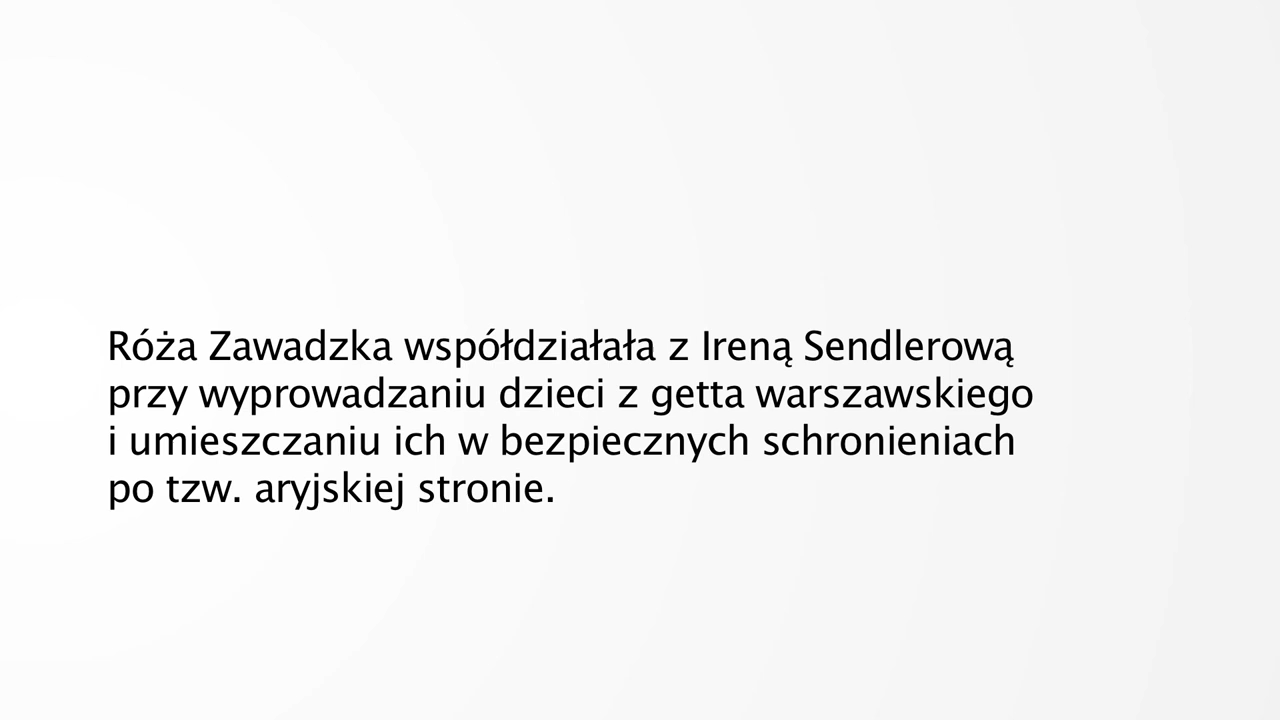 Róża Zawadzka współdziałała z Ireną Sendlerową
przy wyprowadzaniu dzieci z getta warszawskiego
i umieszczaniu ich w bezpiecznych schronieniach
po tzw. aryjskiej stronie.